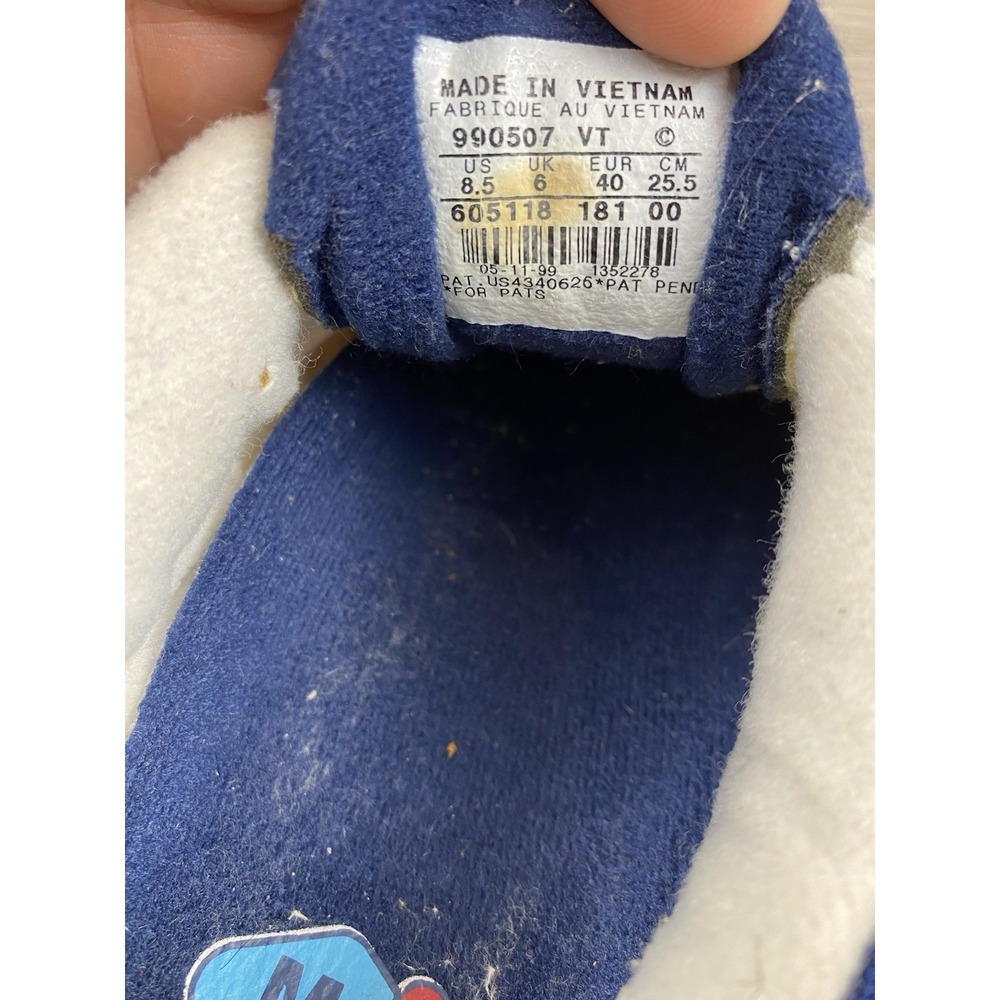 MADE IN VIETNAM
FABRIQUE AU VIETNAM
990507 VT ©
US UK EUR CM
8.5 6 40 25.5
605118 181 00
05-11-99 1352278
PAT.US4340626*PAT PEND
*FOR PATS